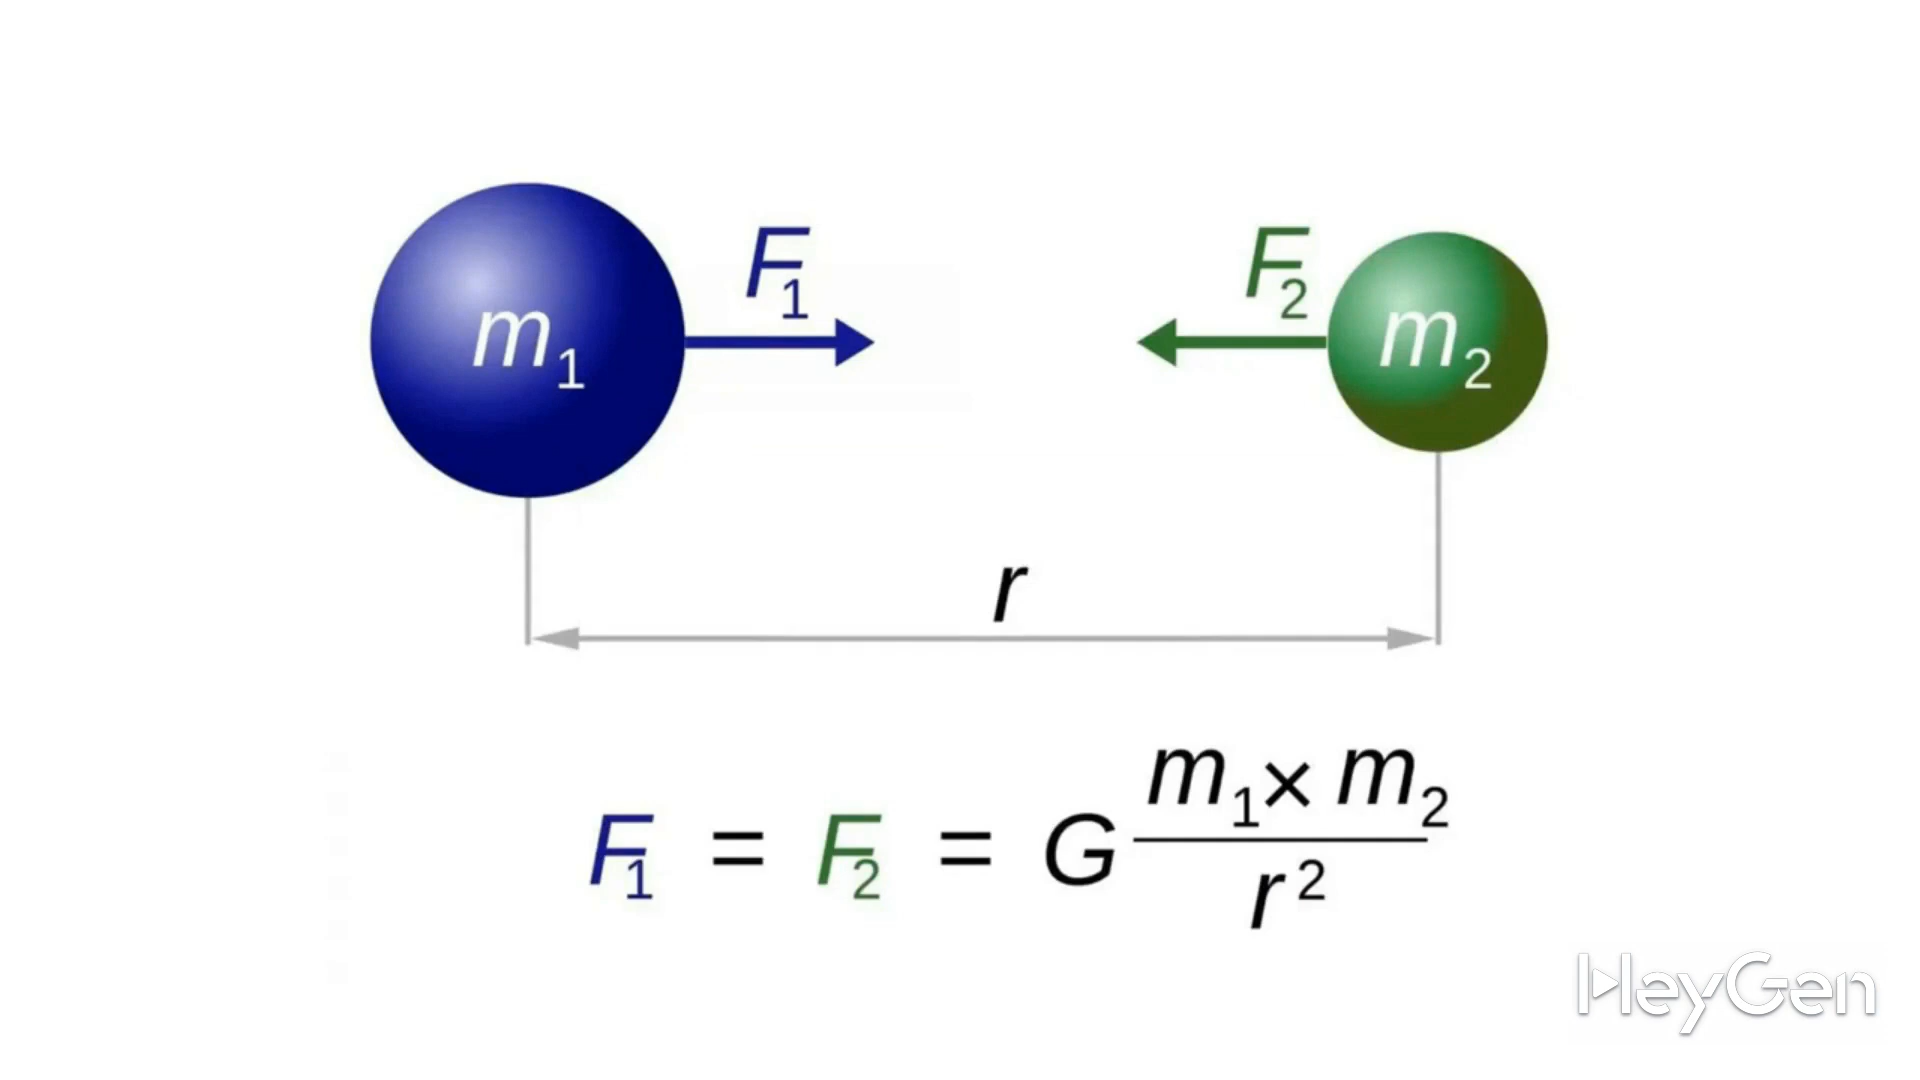 F₁ F₂
m₁ m₂
r
F₁ = F₂ = G m₁ × m₂ / r²
HeyGen